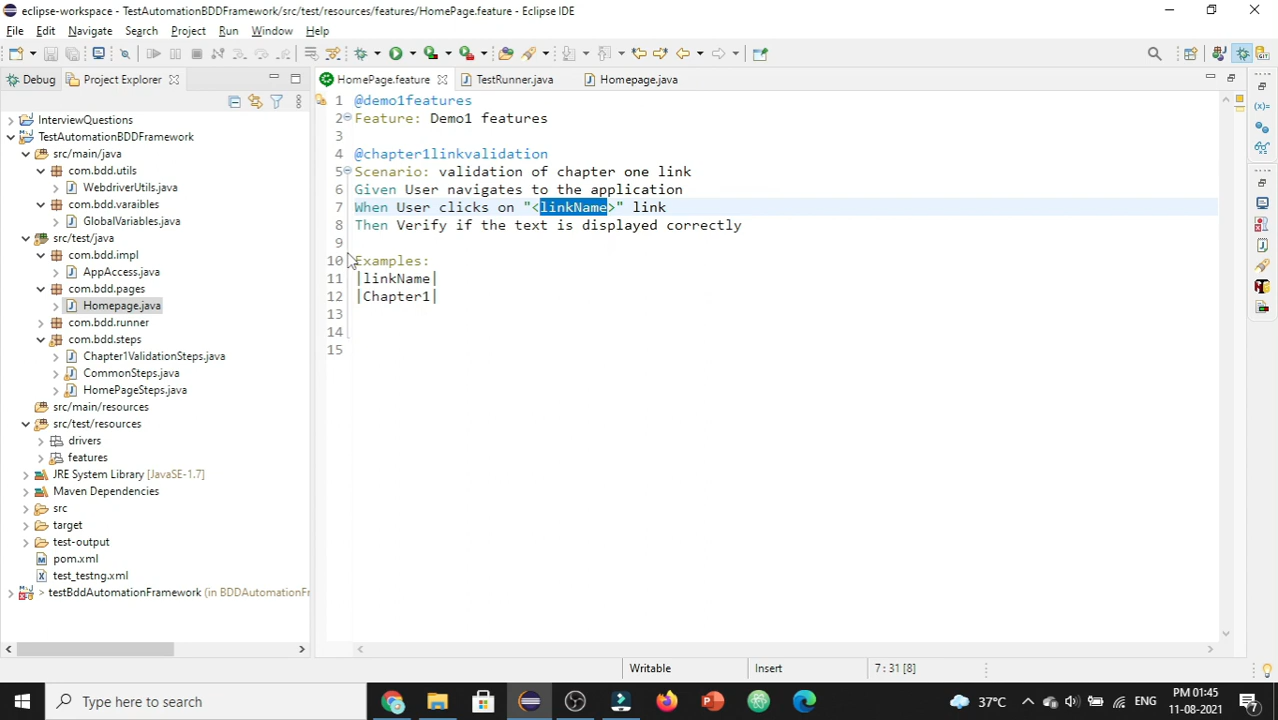 eclipse-workspace - TestAutomationBDDFramework/src/test/resources/features/HomePage.feature - Eclipse IDE
File Edit Navigate Search Project Run Window Help
Debug Project Explorer HomePage.feature TestRunner.java Homepage.java
InterviewQuestions
TestAutomationBDDFramework
src/main/java
com.bdd.utils
WebdriverUtils.java
com.bdd.varaibles
GlobalVariables.java
src/test/java
com.bdd.impl
AppAccess.java
com.bdd.pages
Homepage.java
com.bdd.runner
com.bdd.steps
Chapter1ValidationSteps.java
CommonSteps.java
HomePageSteps.java
src/main/resources
src/test/resources
drivers
features
JRE System Library [JavaSE-1.7]
Maven Dependencies
src
target
test-output
pom.xml
test_testng.xml
> testBddAutomationFramework (in BDDAutomationFr
1 @demo1features
2 Feature: Demo1 features
3
4 @chapter1linkvalidation
5 Scenario: validation of chapter one link
6 Given User navigates to the application
7 When User clicks on "<linkName>" link
8 Then Verify if the text is displayed correctly
9
10 Examples:
11 |linkName|
12 |Chapter1|
13
14
15
Writable Insert 7 : 31 [8]
Type here to search
37°C ENG
PM 01:45
11-08-2021
7